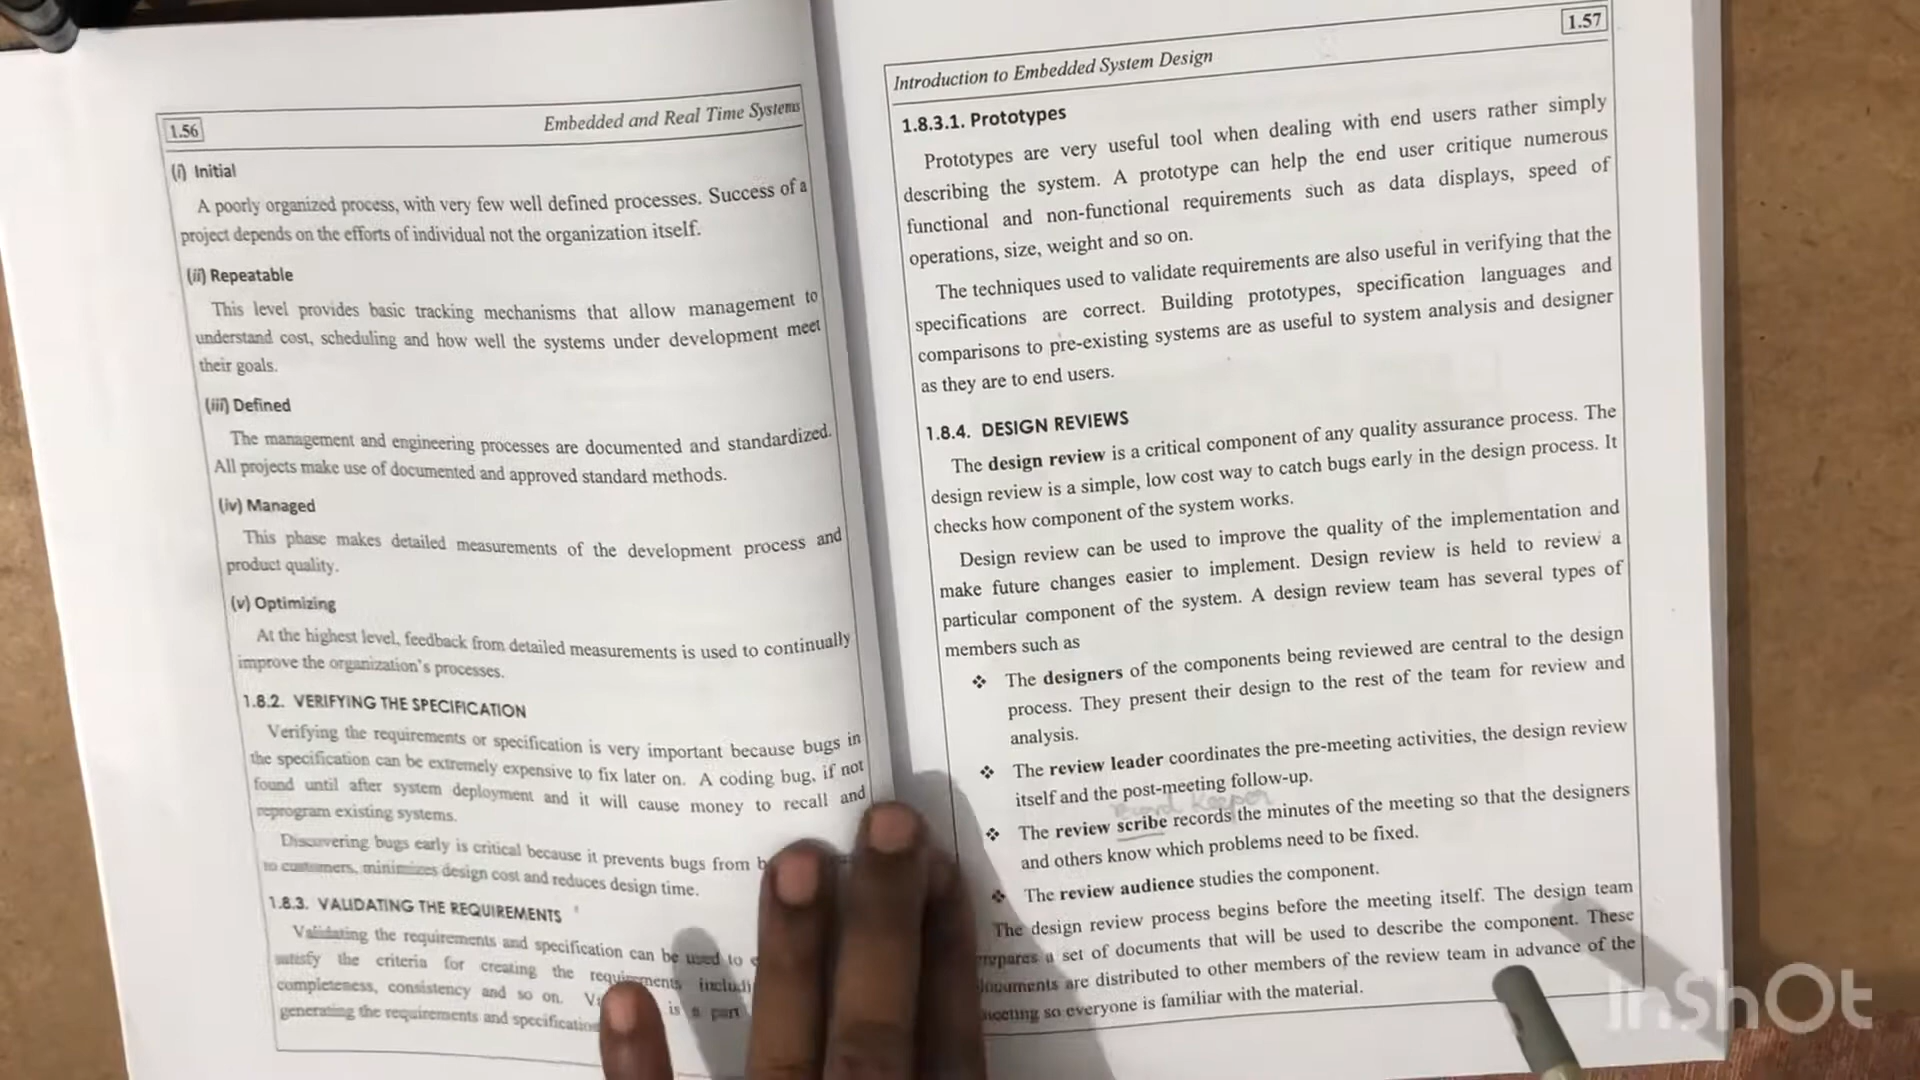 1.56
Embedded and Real Time Systems
(i) Initial
A poorly organized process, with very few well defined processes. Success of a
project depends on the efforts of individual not the organization itself.
(ii) Repeatable
This level provides basic tracking mechanisms that allow management to
understand cost, scheduling and how well the systems under development meet
their goals.
(iii) Defined
The management and engineering processes are documented and standardized.
All projects make use of documented and approved standard methods.
(iv) Managed
This phase makes detailed measurements of the development process and
product quality.
(v) Optimizing
At the highest level, feedback from detailed measurements is used to continually
improve the organization's processes.
1.8.2. VERIFYING THE SPECIFICATION
Verifying the requirements or specification is very important because bugs in
the specification can be extremely expensive to fix later on. A coding bug, if not
found until after system deployment and it will cause money to recall and
reprogram existing systems.
Discovering bugs early is critical because it prevents bugs from
to customers, minimizes design cost and reduces design time.
1.8.3. VALIDATING THE REQUIREMENTS
Validating the requirements and specification can be used to
satisfy the criteria for creating the requirements
completeness, consistency and so on. is a part
generating the requirements and
1.57
Introduction to Embedded System Design
1.8.3.1. Prototypes
Prototypes are very useful tool when dealing with end users rather simply
describing the system. A prototype can help the end user critique numerous
functional and non-functional requirements such as data displays, speed of
operations, size, weight and so on.
The techniques used to validate requirements are also useful in verifying that the
specifications are correct. Building prototypes, specification languages and
comparisons to pre-existing systems are as useful to system analysis and designer
as they are to end users.
1.8.4. DESIGN REVIEWS
The design review is a critical component of any quality assurance process. The
design review is a simple, low cost way to catch bugs early in the design process. It
checks how component of the system works.
Design review can be used to improve the quality of the implementation and
make future changes easier to implement. Design review is held to review a
particular component of the system. A design review team has several types of
members such as
❖ The designers of the components being reviewed are central to the design
process. They present their design to the rest of the team for review and
analysis.
❖ The review leader coordinates the pre-meeting activities, the design review
itself and the post-meeting follow-up.
record keeper
❖ The review scribe records the minutes of the meeting so that the designers
and others know which problems need to be fixed.
❖ The review audience studies the component.
The design review process begins before the meeting itself. The design team
prepares a set of documents that will be used to describe the component. These
documents are distributed to other members of the review team in advance of the
meeting so everyone is familiar with the material.
InShOt